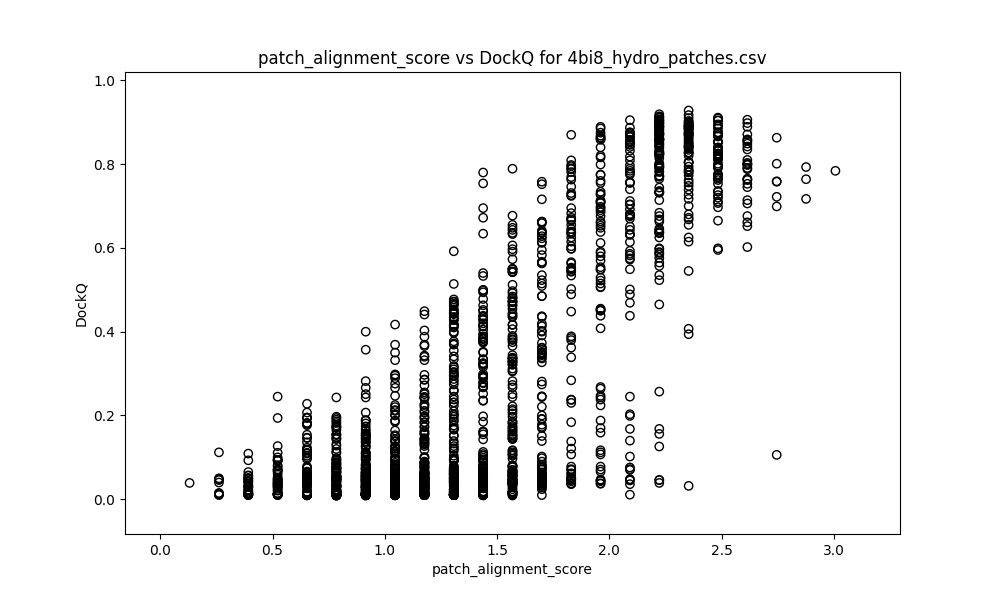 patch_alignment_score vs DockQ for 4bi8_hydro_patches.csv
1.0
0.8
0.6
0.4
0.2
0.0
DockQ
0.0 0.5 1.0 1.5 2.0 2.5 3.0
patch_alignment_score